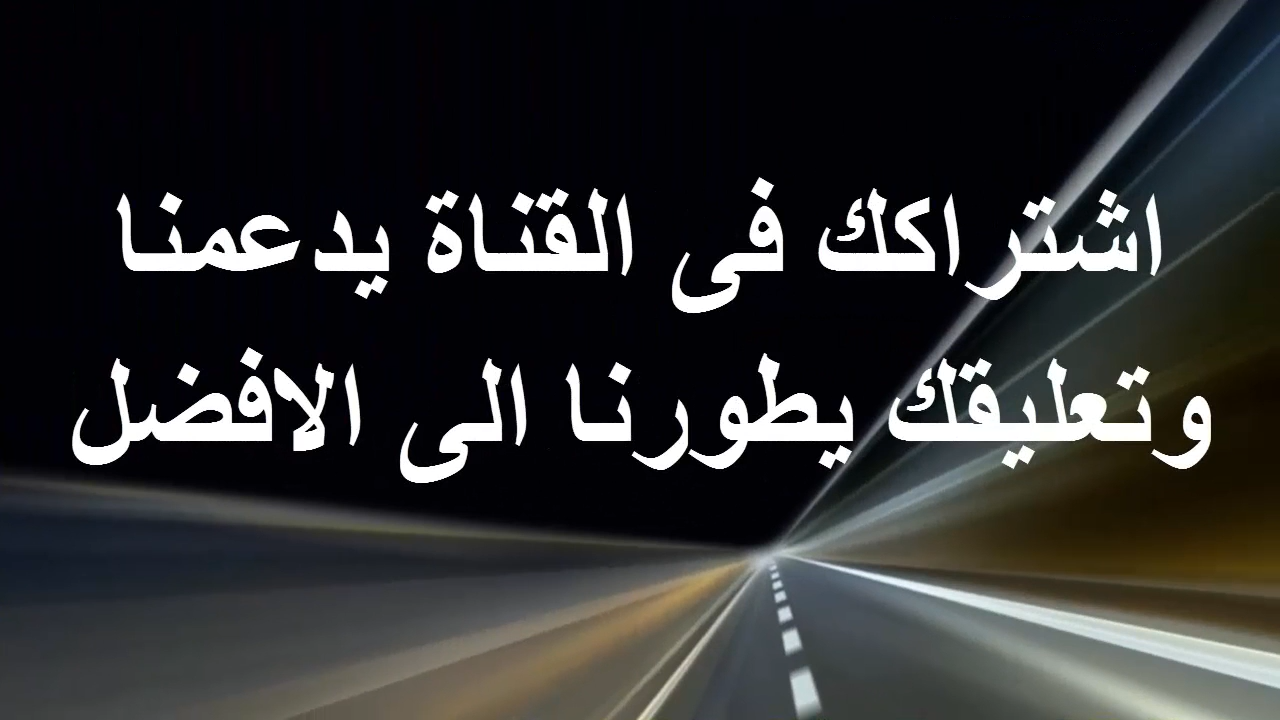 اشتراكك فى القناة يدعمنا
وتعليقك يطورنا الى الافضل